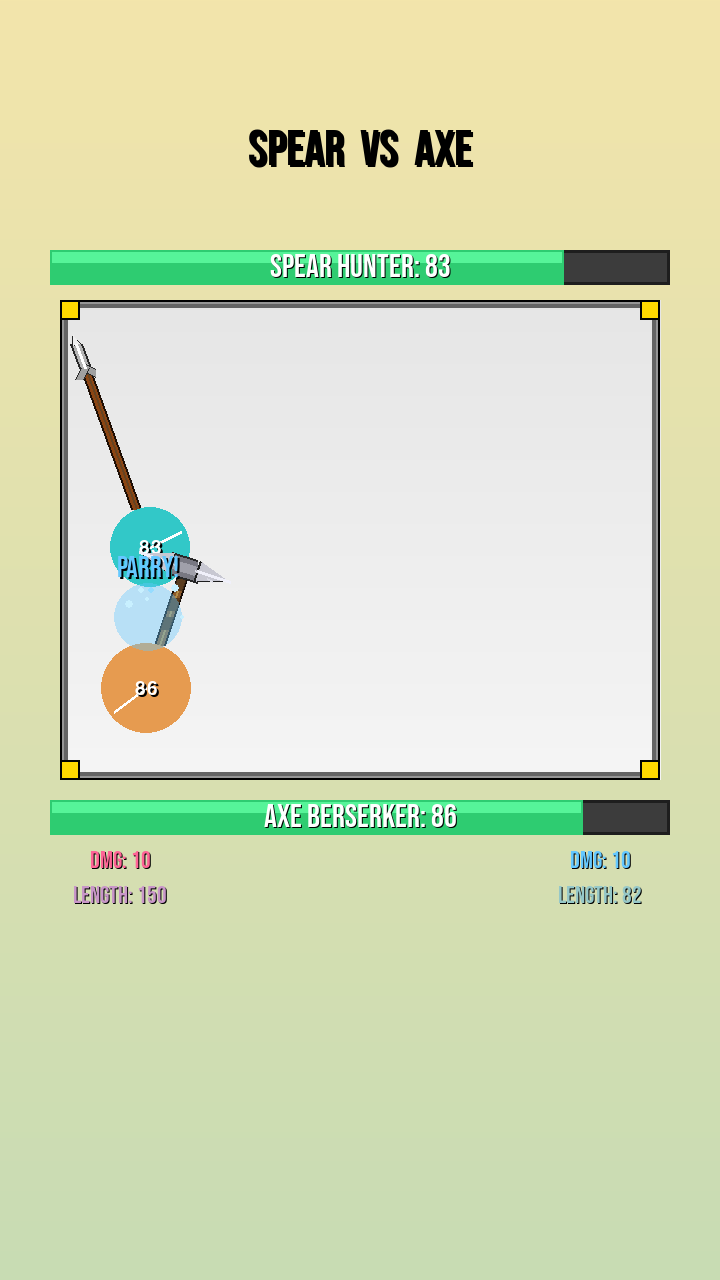 SPEAR VS AXE
SPEAR HUNTER: 83
83
PARRY!
86
AXE BERSERKER: 86
DMG: 10
DMG: 10
LENGTH: 150
LENGTH: 82